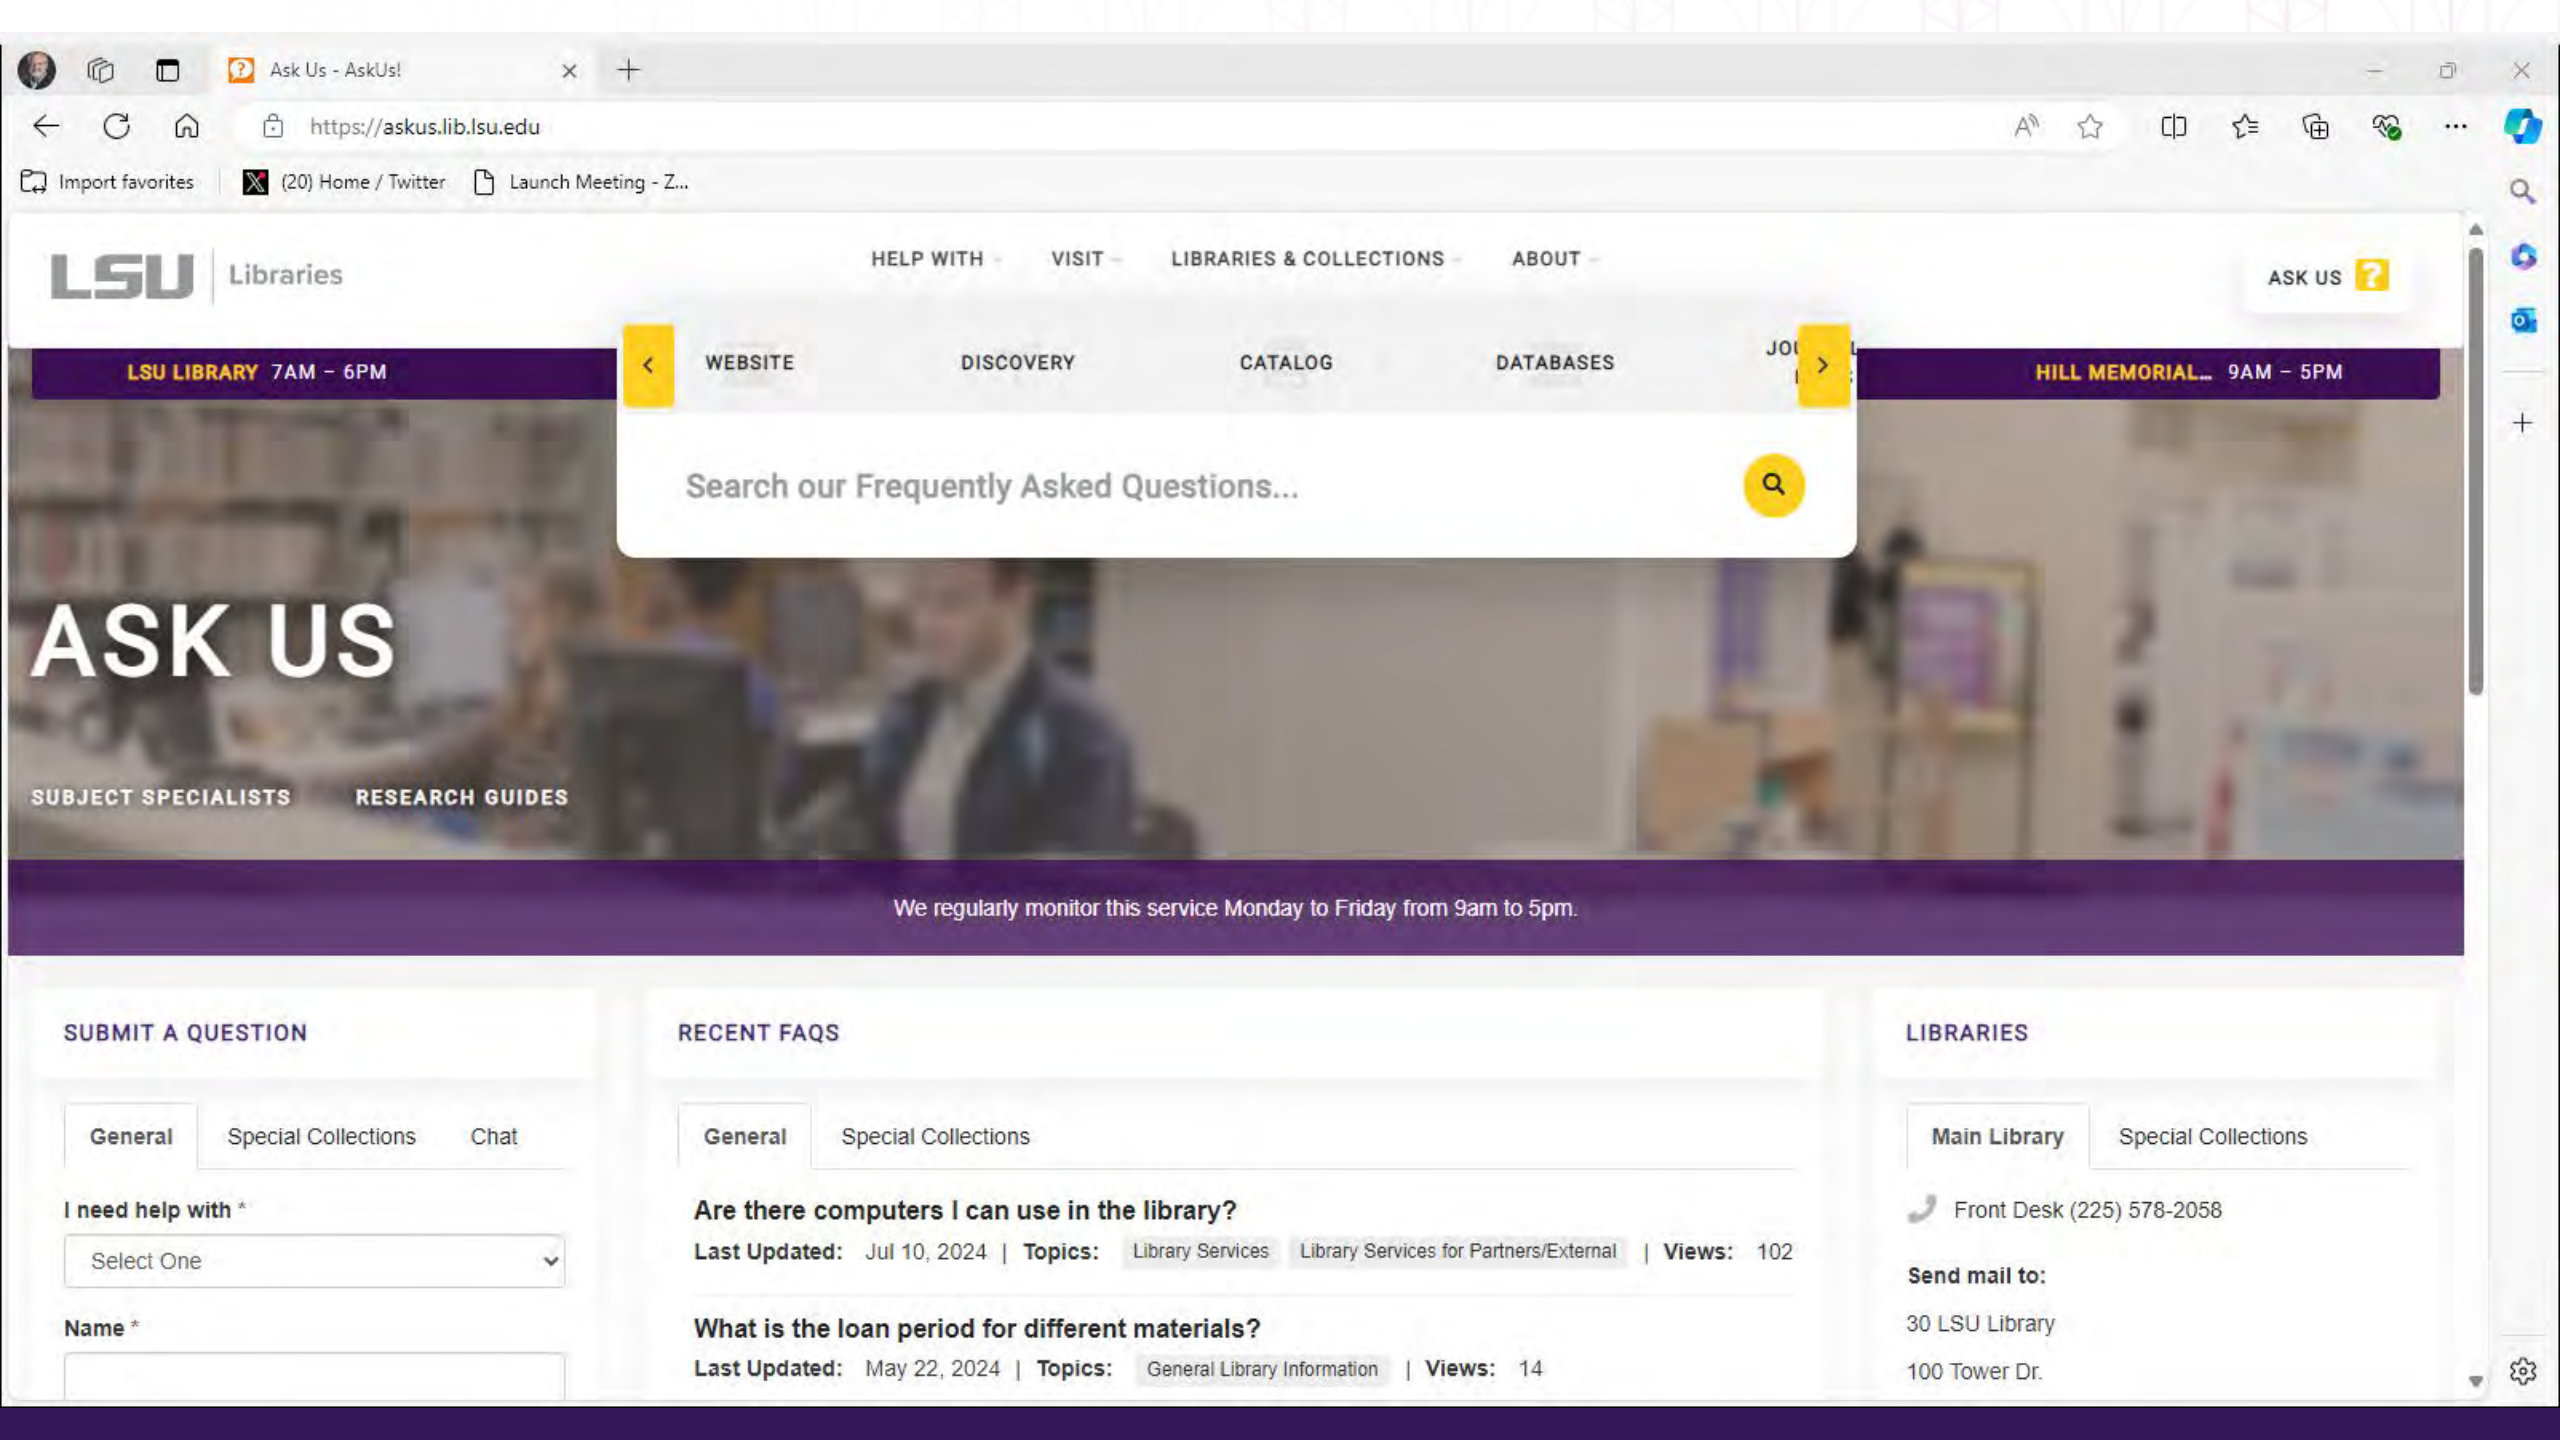 Ask Us - AskUs!
https://askus.lib.lsu.edu
Import favorites
(20) Home / Twitter
Launch Meeting - Z...
LSU Libraries
HELP WITH
VISIT
LIBRARIES & COLLECTIONS
ABOUT
ASK US ?
LSU LIBRARY 7AM – 6PM
WEBSITE
DISCOVERY
CATALOG
DATABASES
HILL MEMORIAL... 9AM – 5PM
Search our Frequently Asked Questions...
ASK US
SUBJECT SPECIALISTS
RESEARCH GUIDES
We regularly monitor this service Monday to Friday from 9am to 5pm.
SUBMIT A QUESTION
General
Special Collections
Chat
I need help with *
Select One
Name *
RECENT FAQS
General
Special Collections
Are there computers I can use in the library?
Last Updated: Jul 10, 2024 | Topics: Library Services Library Services for Partners/External | Views: 102
What is the loan period for different materials?
Last Updated: May 22, 2024 | Topics: General Library Information | Views: 14
LIBRARIES
Main Library
Special Collections
Front Desk (225) 578-2058
Send mail to:
30 LSU Library
100 Tower Dr.